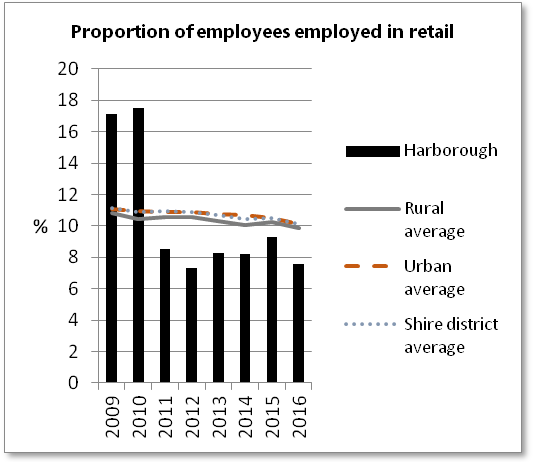 Proportion of employees employed in retail
20
18
16
14
12
10
8
6
4
2
0
%
2009
2010
2011
2012
2013
2014
2015
2016
Harborough
Rural
average
Urban
average
Shire district
average